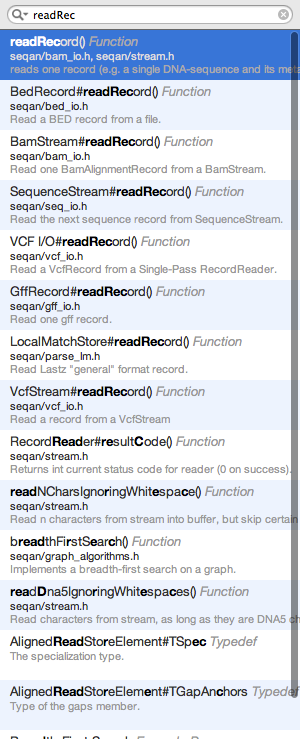 readRec
readRecord() Function
seqan/bam_io.h, seqan/stream.h
reads one record (e.g. a single DNA-sequence and its meta
BedRecord#readRecord() Function
seqan/bed_io.h
Read a BED record from a file.
BamStream#readRecord() Function
seqan/bam_io.h
Read one BamAlignmentRecord from a BamStream.
SequenceStream#readRecord() Function
seqan/seq_io.h
Read the next sequence record from SequenceStream.
VCF I/O#readRecord() Function
seqan/vcf_io.h
Read a VcfRecord from a Single-Pass RecordReader.
GffRecord#readRecord() Function
seqan/gff_io.h
Read one gff record.
LocalMatchStore#readRecord() Function
seqan/parse_lm.h
Read Lastz "general" format record.
VcfStream#readRecord() Function
seqan/vcf_io.h
Read a record from a VcfStream
RecordReader#resultCode() Function
seqan/stream.h
Returns int current status code for reader (0 on success).
readNCharsIgnoringWhitespace() Function
seqan/stream.h
Read n characters from stream into buffer, but skip certain
breadthFirstSearch() Function
seqan/graph_algorithms.h
Implements a breadth-first search on a graph.
readDna5IgnoringWhitespaces() Function
seqan/stream.h
Read characters from stream, as long as they are DNA5 ch
AlignedReadStoreElement#TSpec Typedef
The specialization type.
AlignedReadStoreElement#TGapAnchors Typedef
Type of the gaps member.